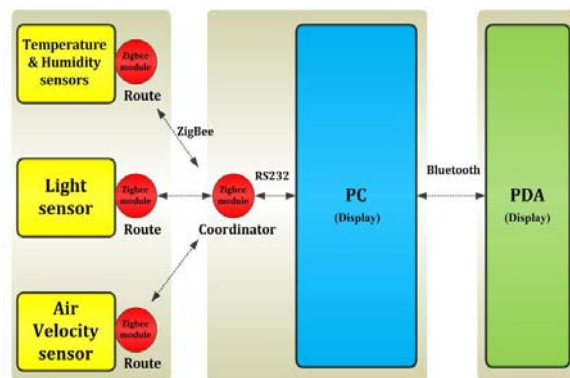 Temperature
& Humidity
sensors
Zigbee
module
Route
ZigBee
Light
sensor
Zigbee
module
Route
Air
Velocity
sensor
Zigbee
module
Route
Zigbee
module
Coordinator
RS232
PC
(Display)
Bluetooth
PDA
(Display)